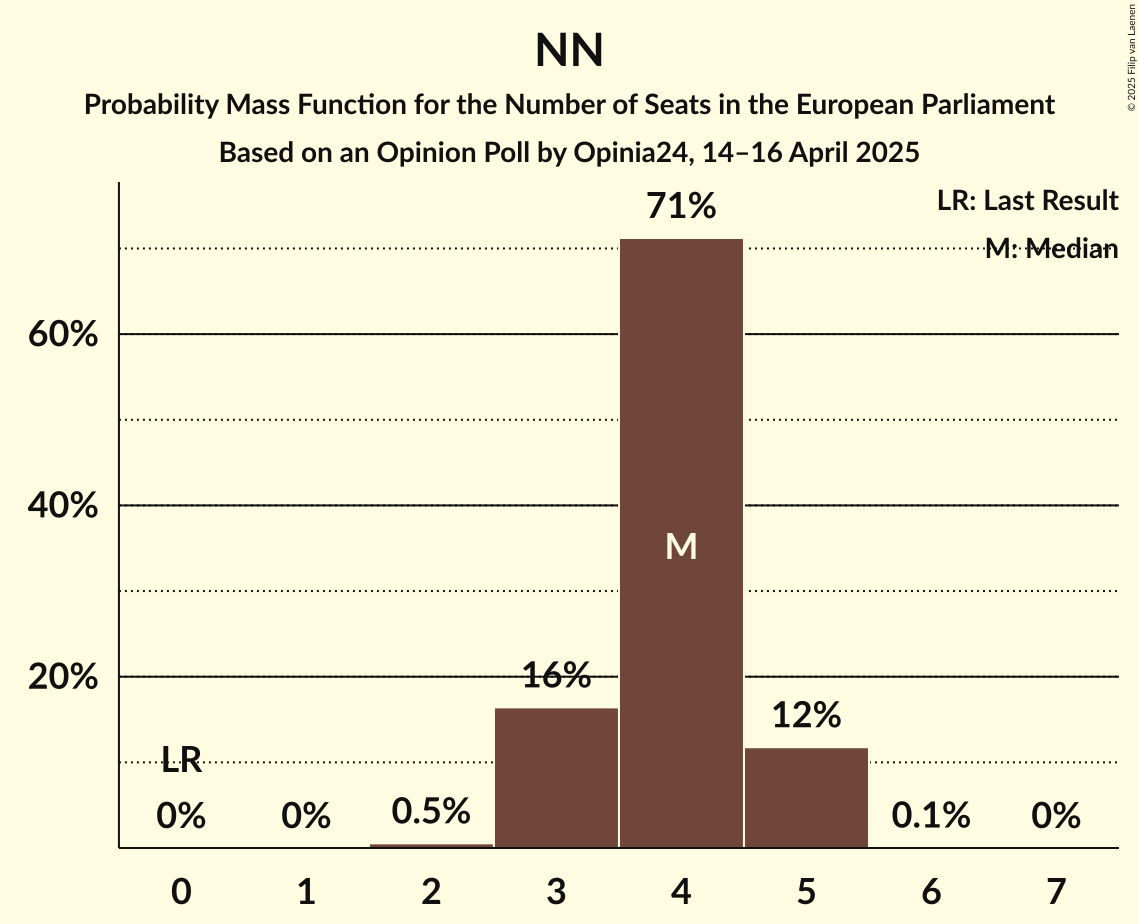 NN
Probability Mass Function for the Number of Seats in the European Parliament
Based on an Opinion Poll by Opinia24, 14–16 April 2025
© 2025 Filip van Laenen
LR: Last Result
M: Median
71%
60%
40%
M
20%
16%
12%
LR
0%
0%
0.5%
0.1%
0%
0 1 2 3 4 5 6 7